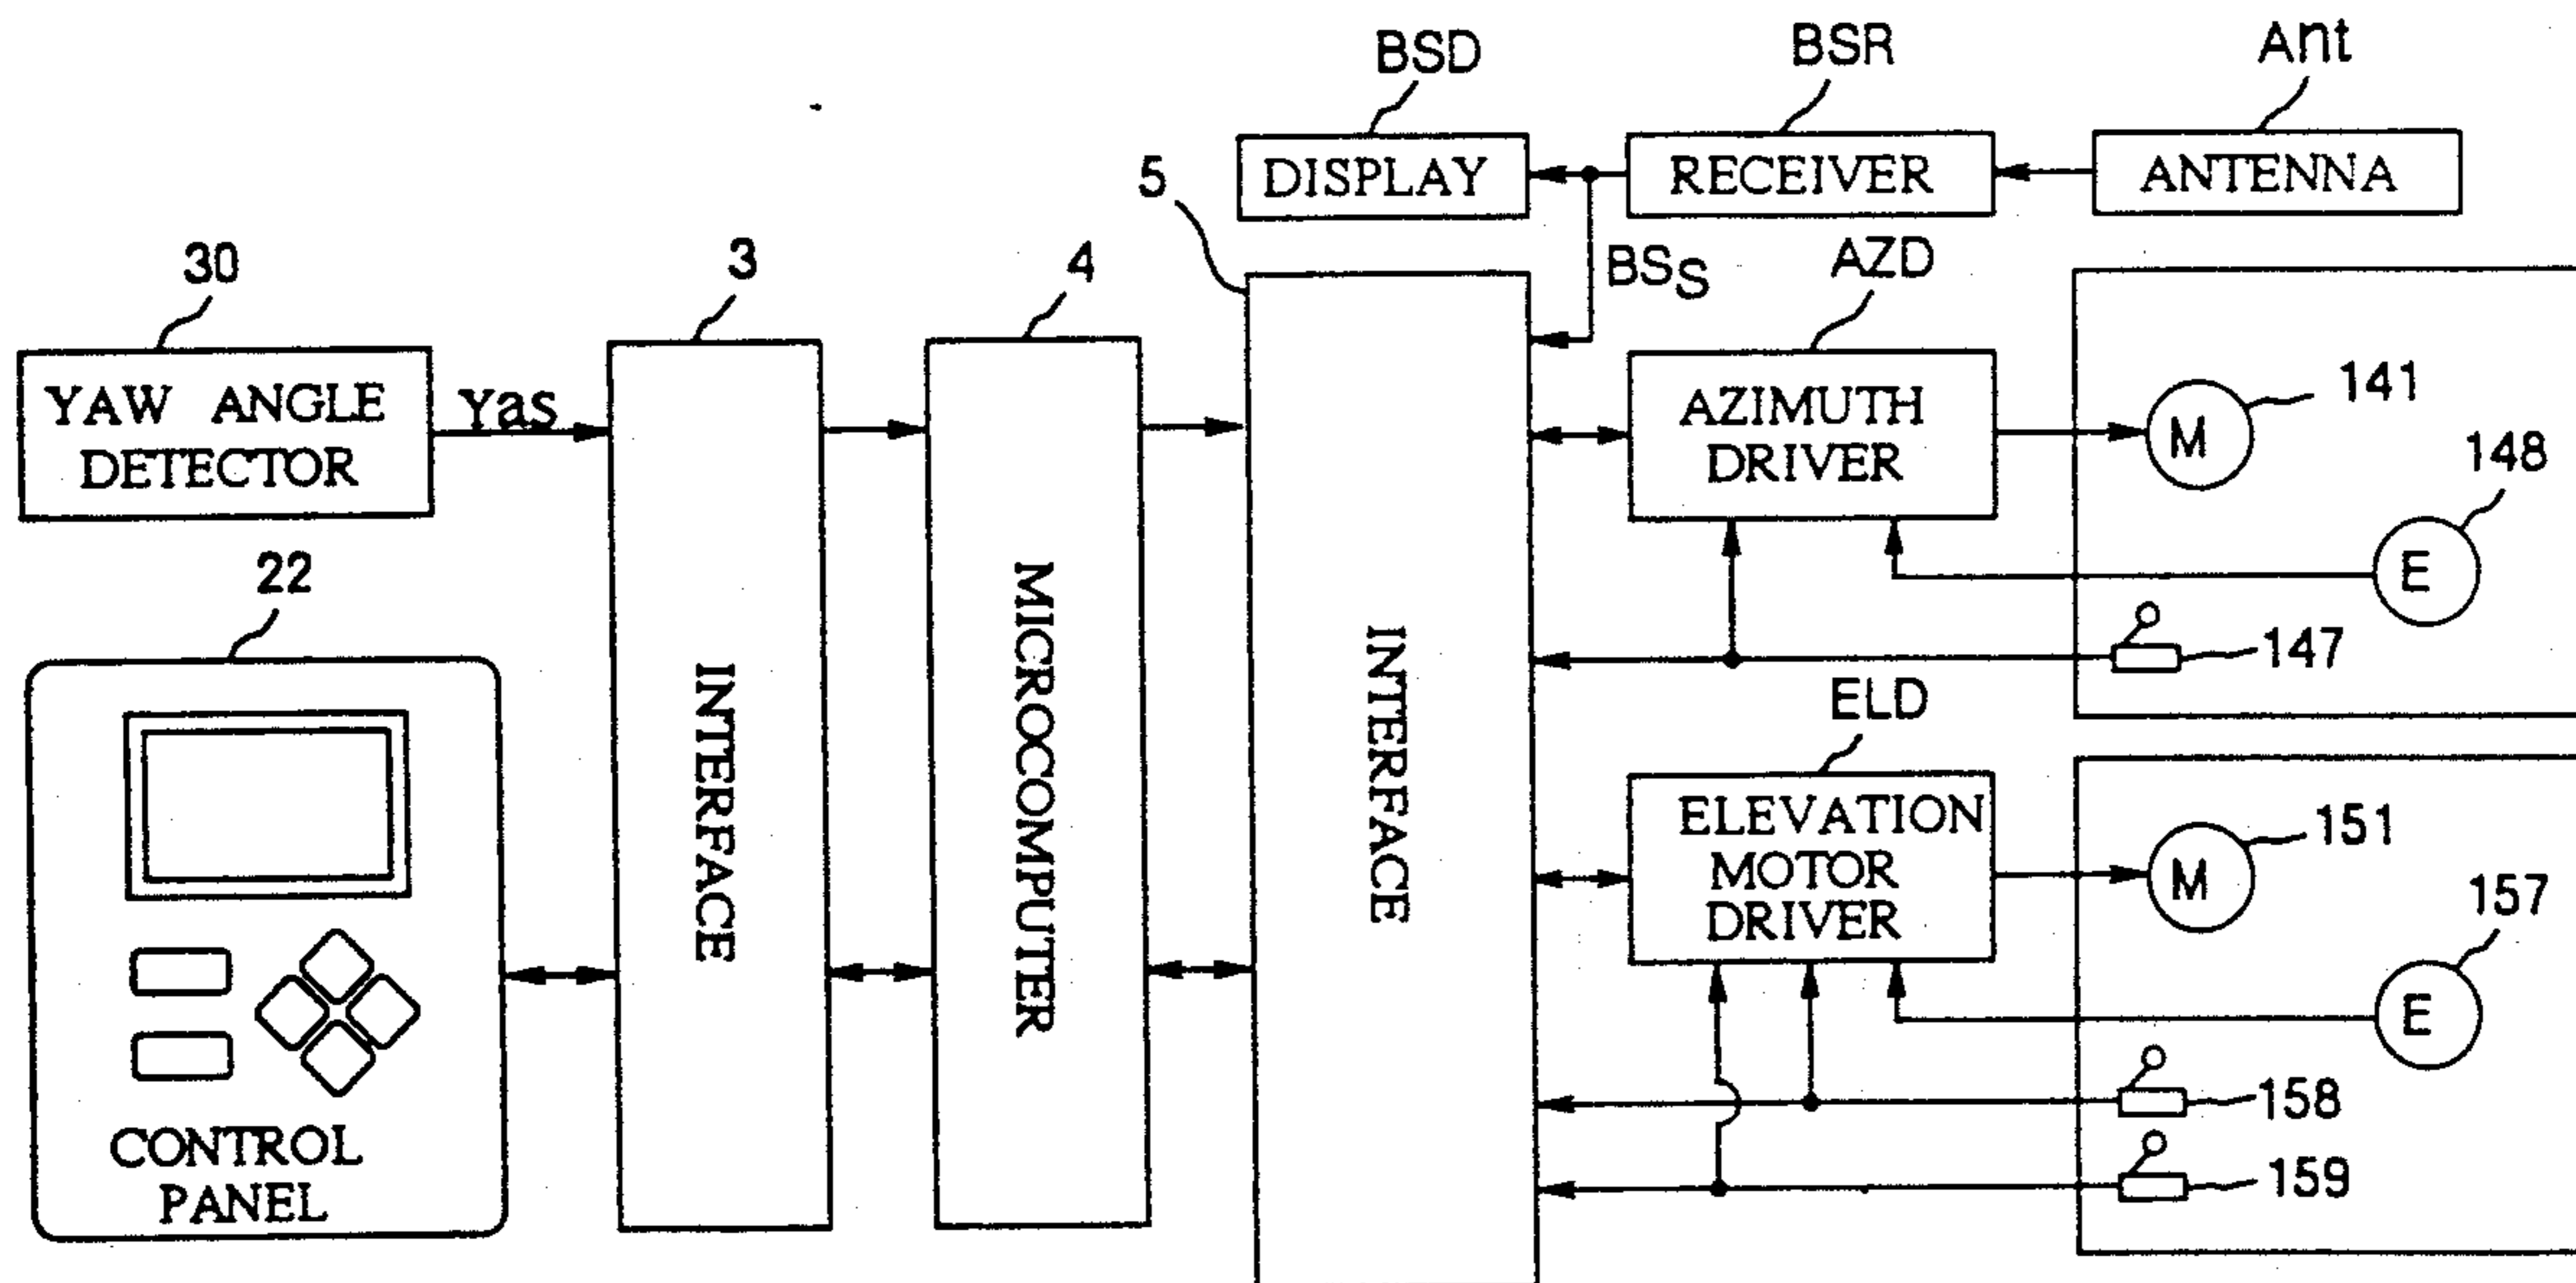 BSD
BSR
Ant
DISPLAY
RECEIVER
ANTENNA
5
BSS
AZD
30
3
4
YAW ANGLE
DETECTOR
Yas
AZIMUTH
DRIVER
M
141
148
E
147
22
INTERFACE
MICROCOMPUTER
INTERFACE
ELD
ELEVATION
MOTOR
DRIVER
M
151
157
E
158
159
CONTROL
PANEL